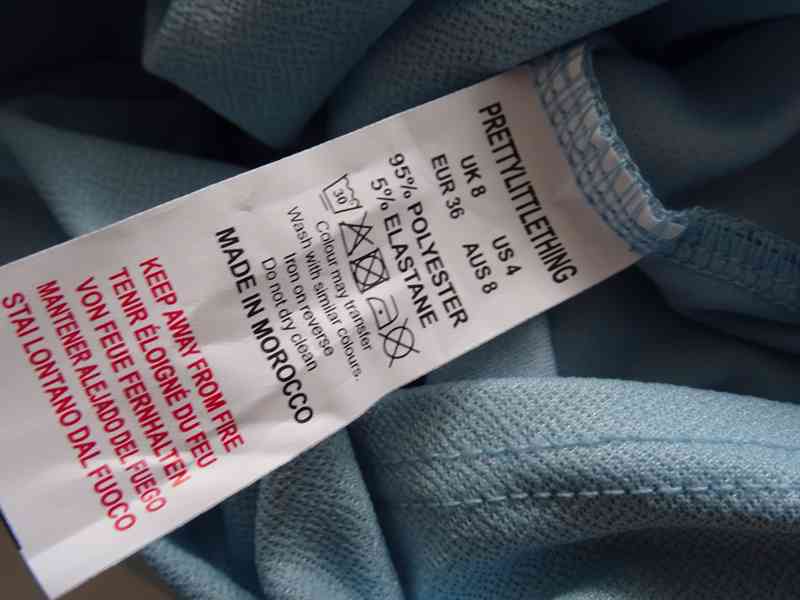 PRETTYLITTLETHING
UK 8 US 4
EUR 36 AUS 8
95% POLYESTER
5% ELASTANE
30
Colour may transfer
Wash with similar colours.
Iron on reverse
Do not dry clean
MADE IN MOROCCO
KEEP AWAY FROM FIRE
TENIR ÉLOIGNÉ DU FEU
VON FEUE FERNHALTEN
MANTENER ALEJADO DEL FUEGO
STAI LONTANO DAL FUOCO